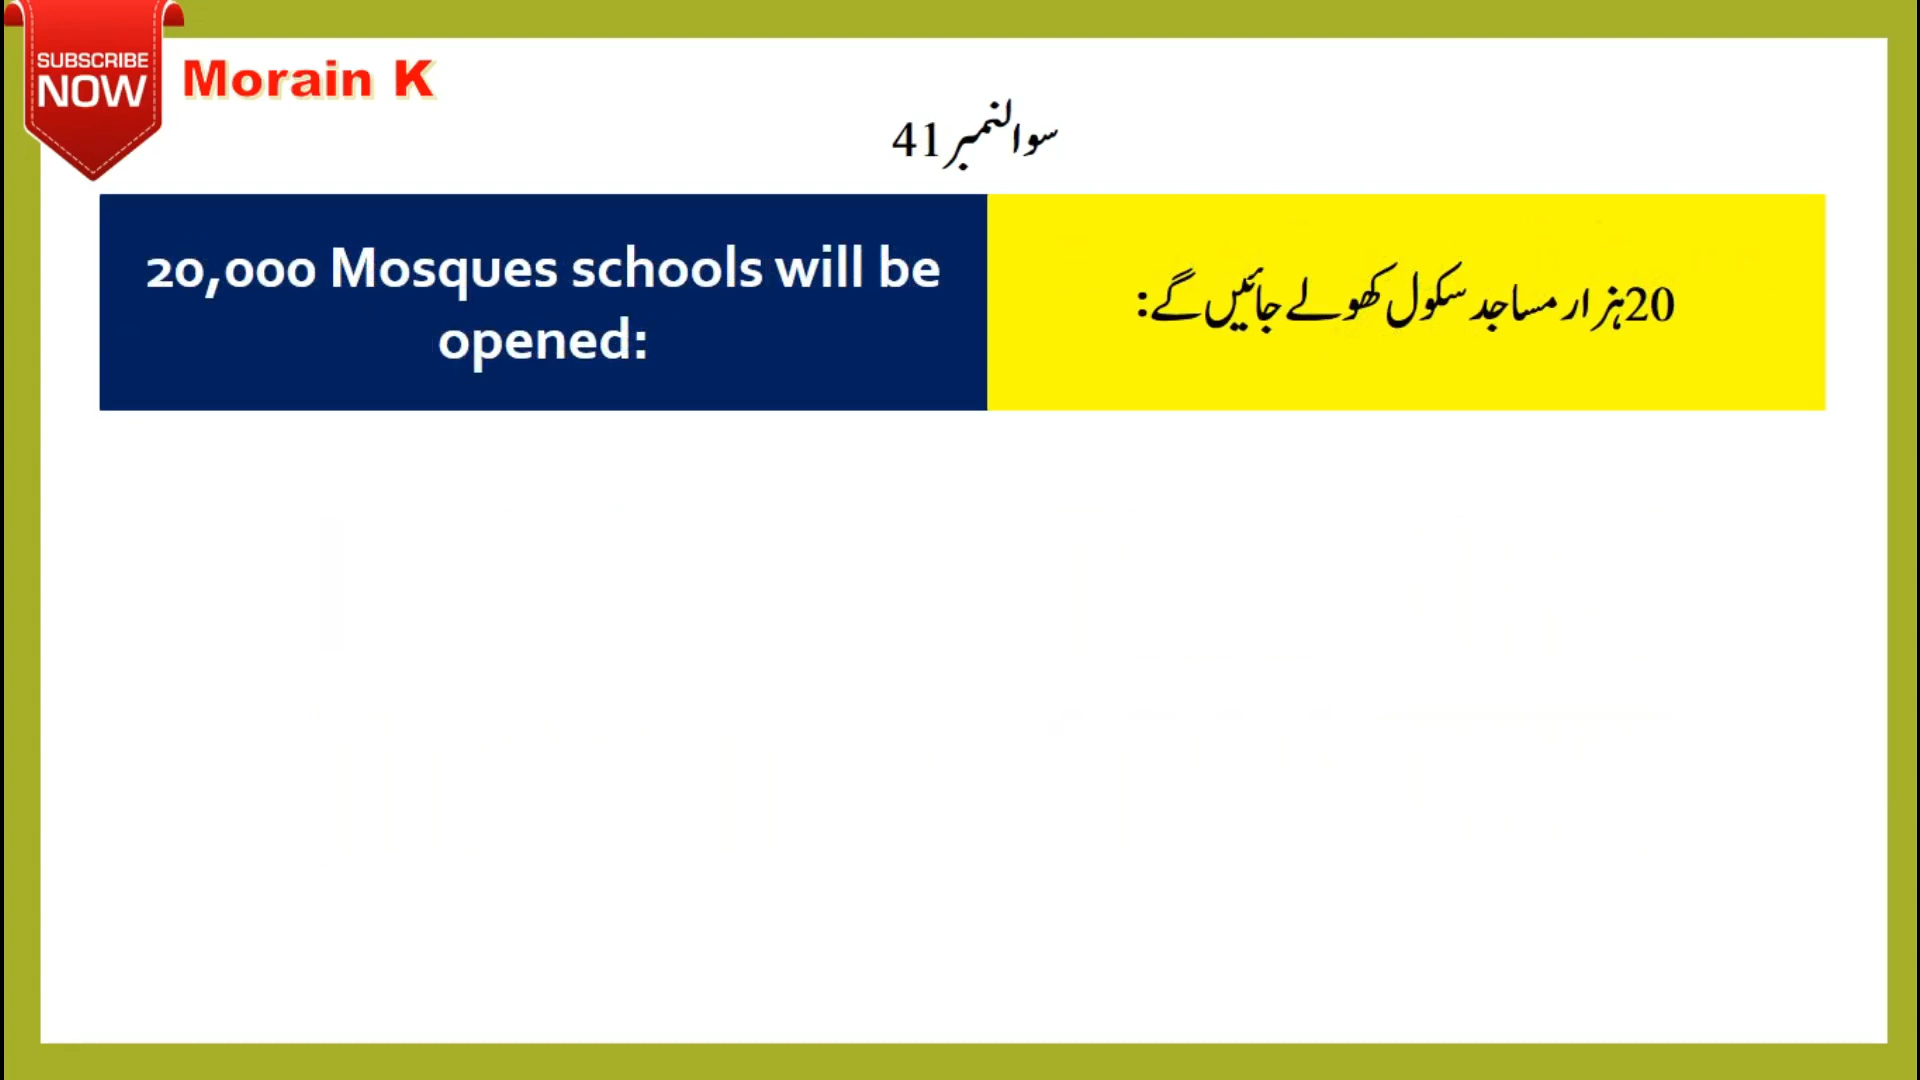 SUBSCRIBE
NOW
Morain K
سوالنمبر 41
20,000 Mosques schools will be
opened:
20ہزار مساجد سکول کھولے جائیں گے: